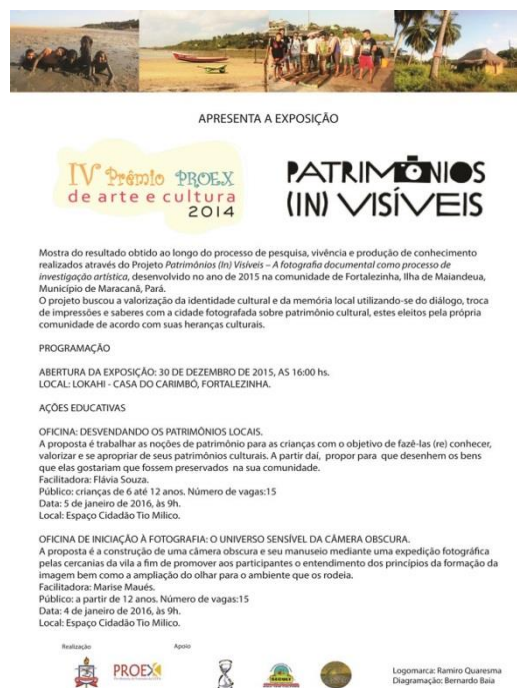 APRESENTA A EXPOSIÇÃO
IV Prêmio PROEX
de arte e cultura
2014
PATRIMÔNIOS
(IN) VISÍVEIS
Mostra do resultado obtido ao longo do processo de pesquisa, vivência e produção de conhecimento
realizados através do Projeto Patrimônios (In) Visíveis – A fotografia documental como processo de
investigação artística, desenvolvido no ano de 2015 na comunidade de Fortalezinha, Ilha de Maiandeua,
Município de Maracanã, Pará.
O projeto buscou a valorização da identidade cultural e da memória local utilizando-se do diálogo, troca
de impressões e saberes com a cidade fotografada sobre patrimônio cultural, estes eleitos pela própria
comunidade de acordo com suas heranças culturais.
PROGRAMAÇÃO
ABERTURA DA EXPOSIÇÃO: 30 DE DEZEMBRO DE 2015, AS 16:00 hs.
LOCAL: LOKAHI - CASA DO CARIMBÓ, FORTALEZINHA.
AÇÕES EDUCATIVAS
OFICINA: DESVENDANDO OS PATRIMÔNIOS LOCAIS.
A proposta é trabalhar as noções de patrimônio para as crianças com o objetivo de fazê-las (re) conhecer,
valorizar e se apropriar de seus patrimônios culturais. A partir daí, propor para que desenhem os bens
que elas gostariam que fossem preservados na sua comunidade.
Facilitadora: Flávia Souza.
Público: crianças de 6 até 12 anos. Número de vagas:15
Data: 5 de janeiro de 2016, às 9h.
Local: Espaço Cidadão Tio Milico.
OFICINA DE INICIAÇÃO À FOTOGRAFIA: O UNIVERSO SENSÍVEL DA CÂMERA OBSCURA.
A proposta é a construção de uma câmera obscura e seu manuseio mediante uma expedição fotográfica
pelas cercanias da vila a fim de promover aos participantes o entendimento dos princípios da formação da
imagem bem como a ampliação do olhar para o ambiente que os rodeia.
Facilitadora: Marise Maués.
Público: a partir de 12 anos. Número de vagas:15
Data: 4 de janeiro de 2016, às 9h.
Local: Espaço Cidadão Tio Milico.
Realização
Apoio
PROEX
Logomarca: Ramiro Quaresma
Diagramação: Bernardo Baia